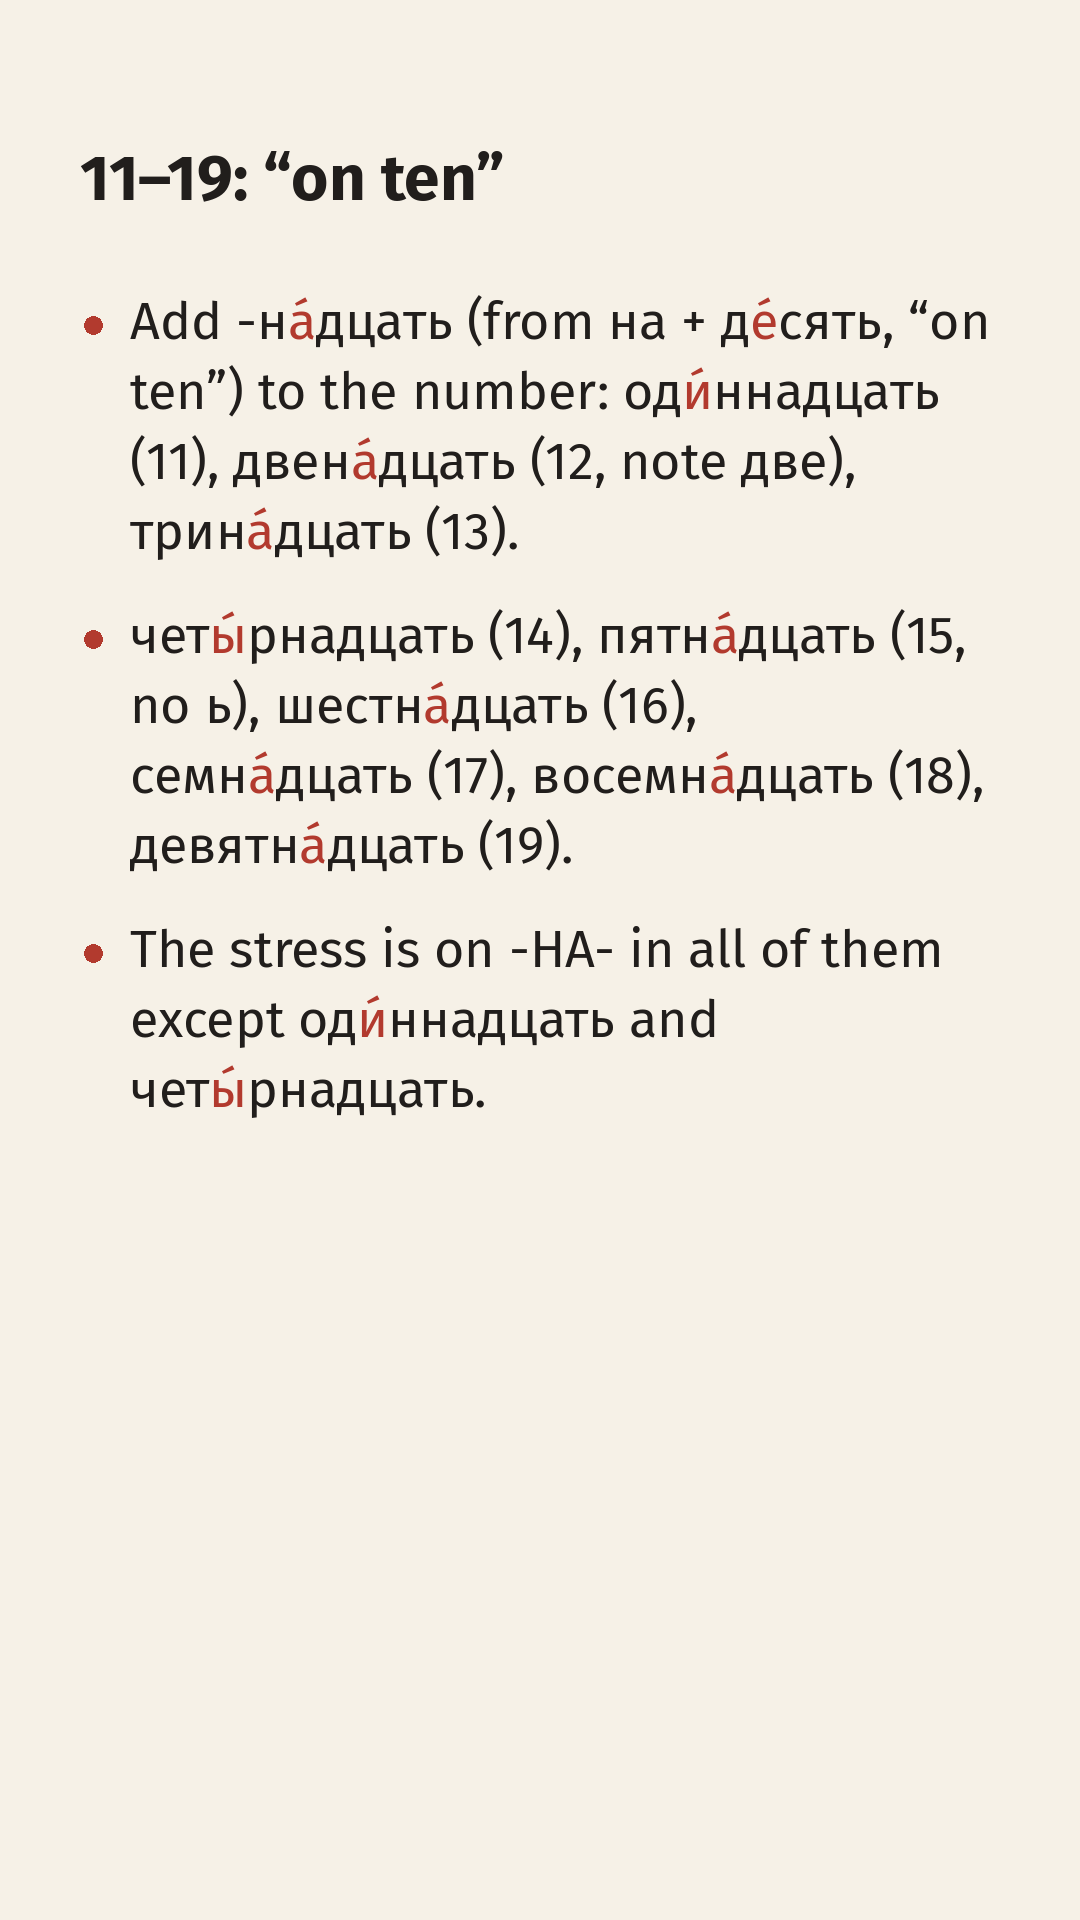 11–19: “on ten”
• Add -на́дцать (from на + де́сять, “on
ten”) to the number: оди́ннадцать
(11), двена́дцать (12, note две),
трина́дцать (13).
• четы́рнадцать (14), пятна́дцать (15,
no ь), шестна́дцать (16),
семна́дцать (17), восемна́дцать (18),
девятна́дцать (19).
• The stress is on -НА- in all of them
except оди́ннадцать and
четы́рнадцать.